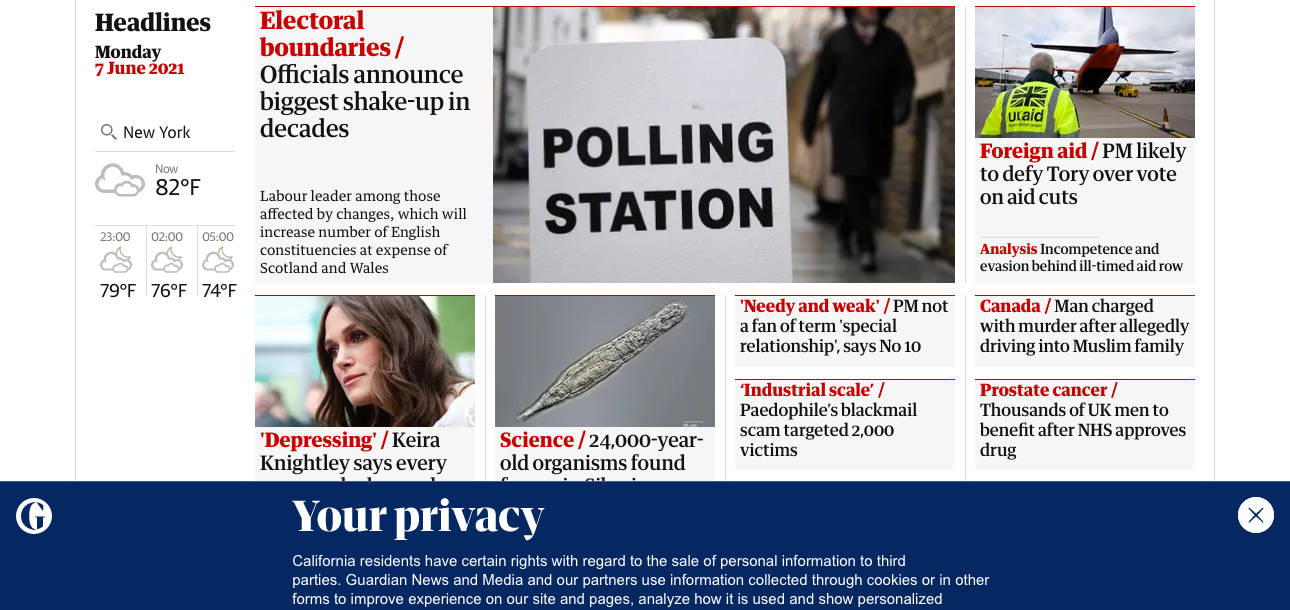 Headlines
Monday
7 June 2021
New York
Now
82°F
23:00
02:00
05:00
79°F
76°F
74°F
Electoral
boundaries /
Officials announce
biggest shake-up in
decades
Labour leader among those
affected by changes, which will
increase number of English
constituencies at expense of
Scotland and Wales
POLLING
STATION
ukaid
Foreign aid / PM likely
to defy Tory over vote
on aid cuts
Analysis Incompetence and
evasion behind ill-timed aid row
'Depressing' / Keira
Knightley says every
Science / 24,000-year-
old organisms found
'Needy and weak' / PM not
a fan of term 'special
relationship', says No 10
‘Industrial scale’ /
Paedophile’s blackmail
scam targeted 2,000
victims
Canada / Man charged
with murder after allegedly
driving into Muslim family
Prostate cancer /
Thousands of UK men to
benefit after NHS approves
drug
Your privacy
California residents have certain rights with regard to the sale of personal information to third
parties. Guardian News and Media and our partners use information collected through cookies or in other
forms to improve experience on our site and pages, analyze how it is used and show personalized